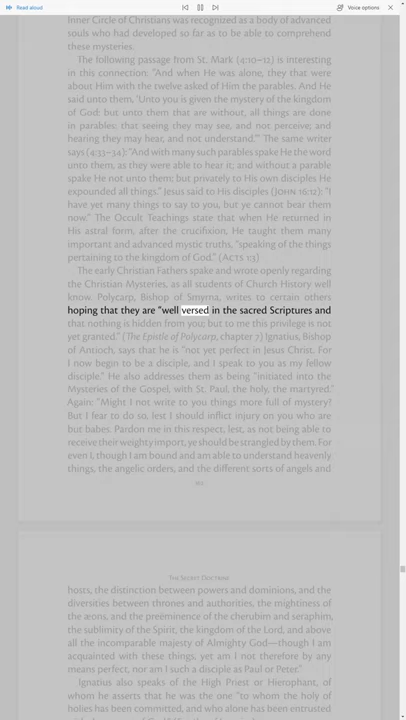 Read aloud
Voice options
Inner Circle of Christians was recognized as a body of advanced
souls who had developed so far as to be able to comprehend
these mysteries.
The following passage from St. Mark (4:10–12) is interesting
in this connection. "And when He was alone, they that were
about Him with the twelve asked of Him the parables. And He
said unto them, 'Unto you is given the mystery of the kingdom
of God: but unto them that are without, all things are done
in parables: that seeing they may see, and not perceive; and
hearing they may hear, and not understand.'" The same writer
says (4:33–34): "And with many such parables spake He the word
unto them, as they were able to hear it; and without a parable
spake He not unto them; but privately to His own disciples He
expounded all things." Jesus said to His disciples (JOHN 16:12): "I
have yet many things to say to you, but ye cannot bear them
now." The Occult Teachings state that when He returned in
His astral form, after the crucifixion, He taught them many
important and advanced mystic truths, "speaking of the things
pertaining to the kingdom of God." (ACTS 1:3)
The early Christian Fathers spake and wrote openly regarding
the Christian Mysteries, as all students of Church History well
know. Polycarp, Bishop of Smyrna, writes to certain others
hoping that they are "well versed in the sacred Scriptures and
that nothing is hidden from you; but to me this privilege is not
yet granted." (The Epistle of Polycarp, chapter 7) Ignatius, Bishop
of Antioch, says that he is "not yet perfect in Jesus Christ. For
I now begin to be a disciple, and I speak to you as my fellow
disciple." He also addresses them as being "initiated into the
Mysteries of the Gospel, with St. Paul, the holy, the martyred."
Again: "Might I not write to you things more full of mystery?
But I fear to do so, lest I should inflict injury on you who are
but babes. Pardon me in this respect, lest, as not being able to
receive their weighty import, ye should be strangled by them. For
even I, though I am bound and am able to understand heavenly
things, the angelic orders, and the different sorts of angels and
THE SECRET DOCTRINE
hosts, the distinction between powers and dominions, and the
diversities between thrones and authorities, the mightiness of
the æons, and the preëminence of the cherubim and seraphim,
the sublimity of the Spirit, the kingdom of the Lord, and above
all the incomparable majesty of Almighty God—though I am
acquainted with these things, yet am I not therefore by any
means perfect, nor am I such a disciple as Paul or Peter."
Ignatius also speaks of the High Priest or Hierophant, of
whom he asserts that he was the one "to whom the holy of
holies has been committed, and who alone has been entrusted